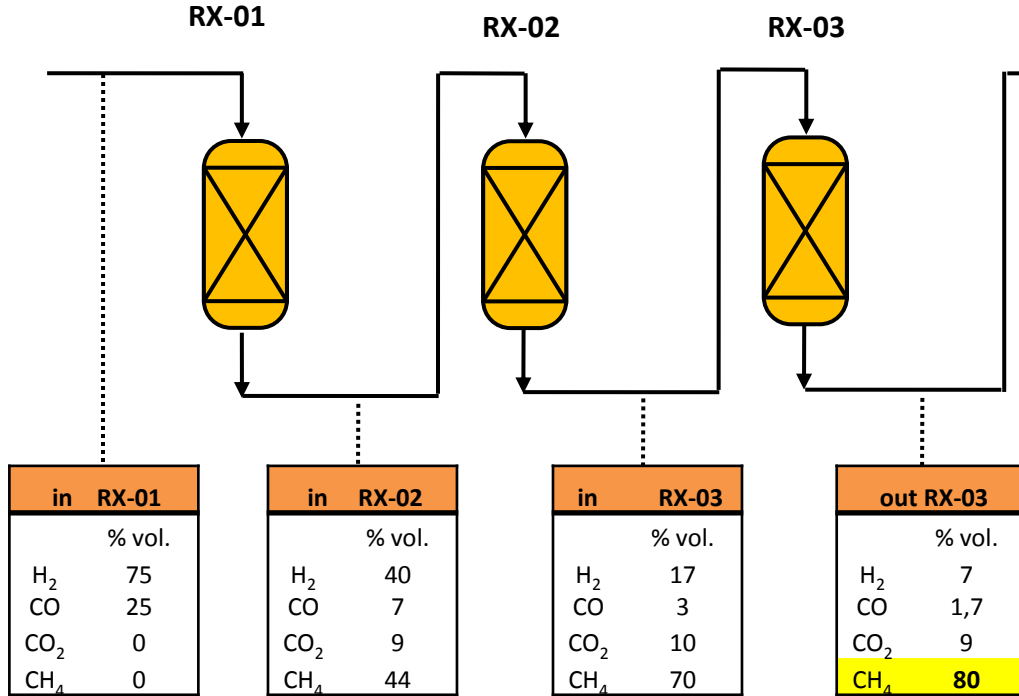 RX-01
RX-02
RX-03
in RX-01
% vol.
H₂ 75
CO 25
CO₂ 0
CH₄ 0
in RX-02
% vol.
H₂ 40
CO 7
CO₂ 9
CH₄ 44
in RX-03
% vol.
H₂ 17
CO 3
CO₂ 10
CH₄ 70
out RX-03
% vol.
H₂ 7
CO 1,7
CO₂ 9
CH₄ 80